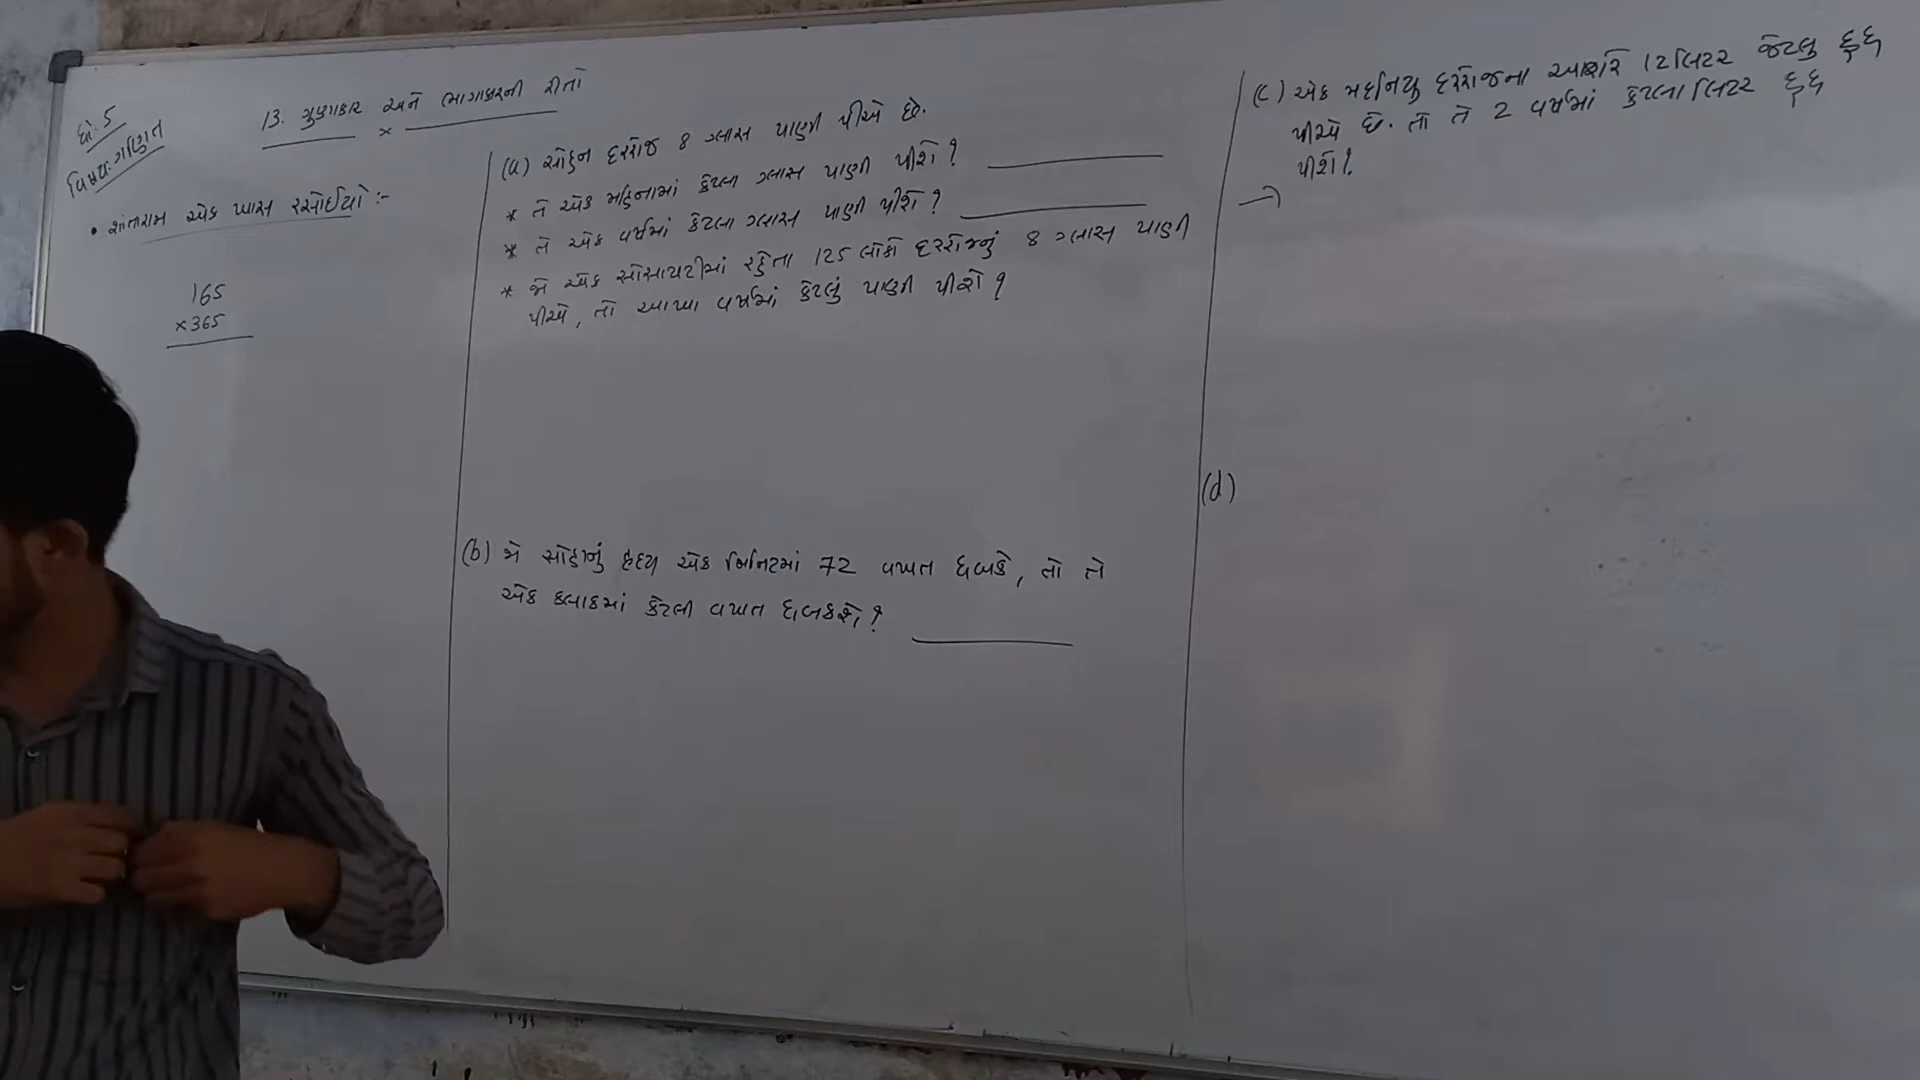 ધો. 5
વિષય: ગણિત
13. ગુણાકાર અને ભાગાકારની રીતો
• શાંતારામ એક ખાસ રસોઈયો :-
165
×365
(a) સોહન દરરોજ 8 ગ્લાસ પાણી પીએ છે.
* તે એક મહિનામાં કેટલા ગ્લાસ પાણી પીશે ?
* તે એક વર્ષમાં કેટલા ગ્લાસ પાણી પીશે ?
* જો એક સોસાયટીમાં રહેતા 125 લોકો દરરોજનું 8 ગ્લાસ પાણી
પીએ, તો આખા વર્ષમાં કેટલું પાણી પીશે ?
(b) જો સોહનનું હૃદય એક મિનિટમાં 72 વખત ધબકે, તો તે
એક કલાકમાં કેટલી વખત ધબકશે ?
(c) એક મદનિયુ દરરોજના આશરે 12 લિટર જેટલુ દૂધ
પીએ છે. તો તે 2 વર્ષમાં કેટલા લિટર દૂધ
પીશે ?
→
(d)